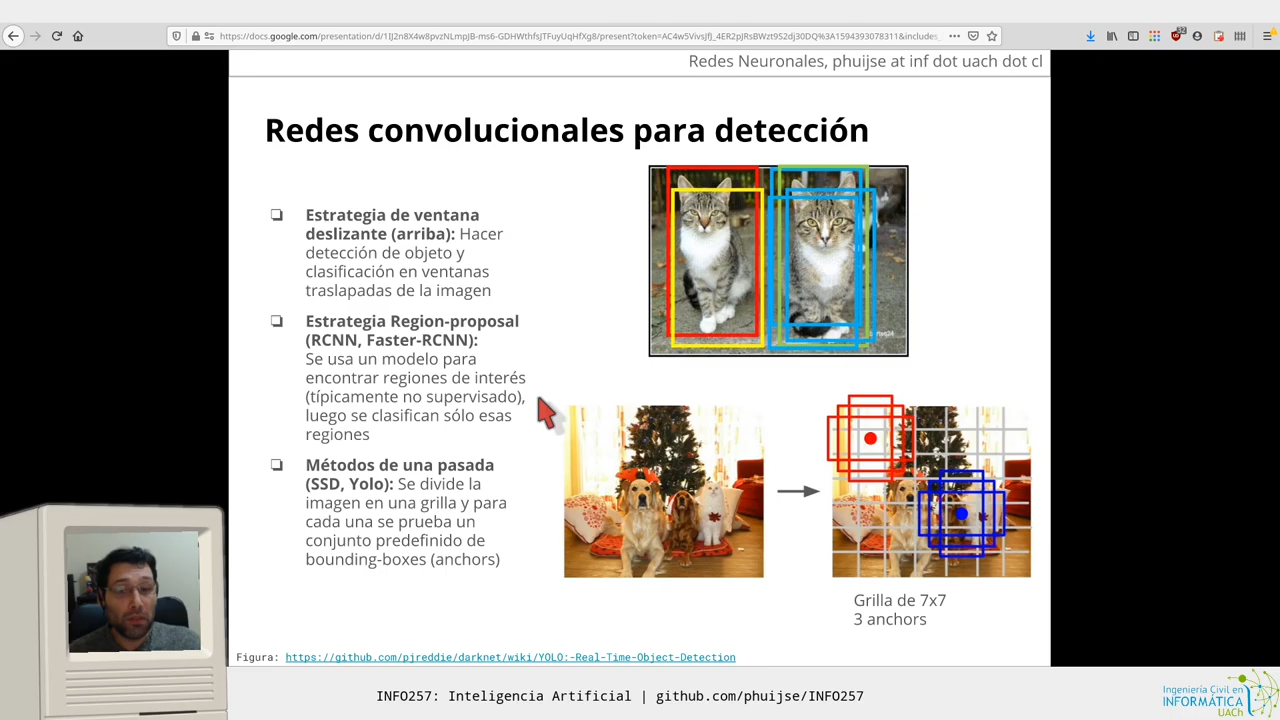 Redes Neuronales, phuijse at inf dot uach dot cl
Redes convolucionales para detección
❏ Estrategia de ventana
deslizante (arriba): Hacer
detección de objeto y
clasificación en ventanas
traslapadas de la imagen
❏ Estrategia Region-proposal
(RCNN, Faster-RCNN):
Se usa un modelo para
encontrar regiones de interés
(típicamente no supervisado),
luego se clasifican sólo esas
regiones
❏ Métodos de una pasada
(SSD, Yolo): Se divide la
imagen en una grilla y para
cada una se prueba un
conjunto predefinido de
bounding-boxes (anchors)
Grilla de 7x7
3 anchors
Figura: https://github.com/pjreddie/darknet/wiki/YOLO:-Real-Time-Object-Detection
INFO257: Inteligencia Artificial | github.com/phuijse/INFO257
Ingeniería Civil en
INFORMÁTICA
UACh